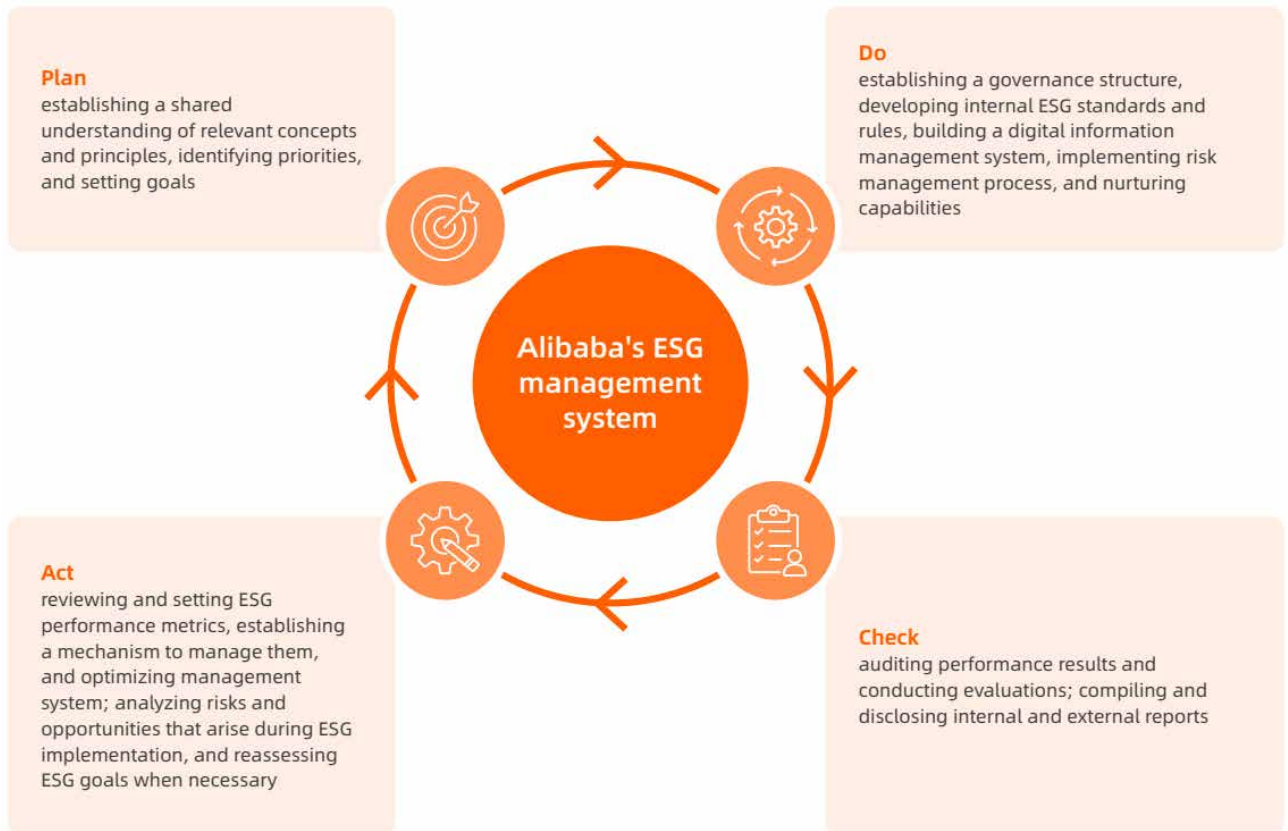 Plan
establishing a shared
understanding of relevant concepts
and principles, identifying priorities,
and setting goals
Do
establishing a governance structure,
developing internal ESG standards and
rules, building a digital information
management system, implementing risk
management process, and nurturing
capabilities
Alibaba's ESG
management
system
Act
reviewing and setting ESG
performance metrics, establishing
a mechanism to manage them,
and optimizing management
system; analyzing risks and
opportunities that arise during ESG
implementation, and reassessing
ESG goals when necessary
Check
auditing performance results and
conducting evaluations; compiling and
disclosing internal and external reports